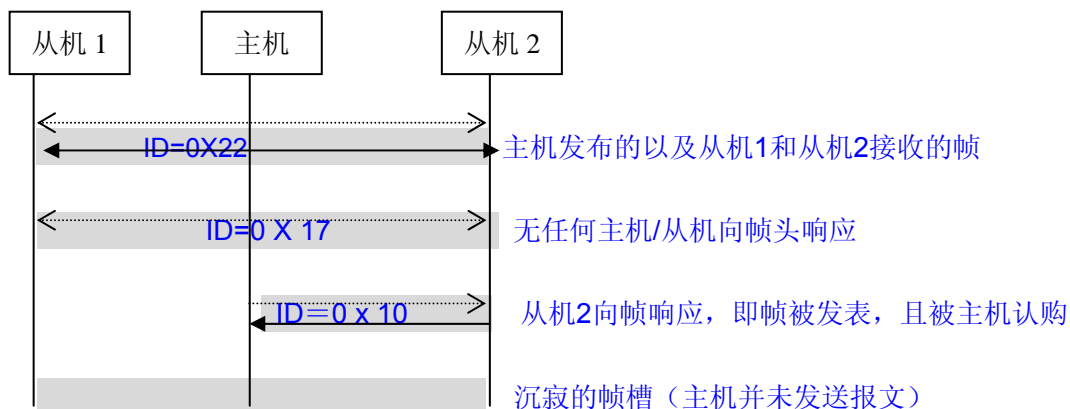 从机 1
主机
从机 2
ID=0X22
主机发布的以及从机1和从机2接收的帧
ID=0 X 17
无任何主机/从机向帧头响应
ID＝0 x 10
从机2向帧响应，即帧被发表，且被主机认购
沉寂的帧槽（主机并未发送报文）